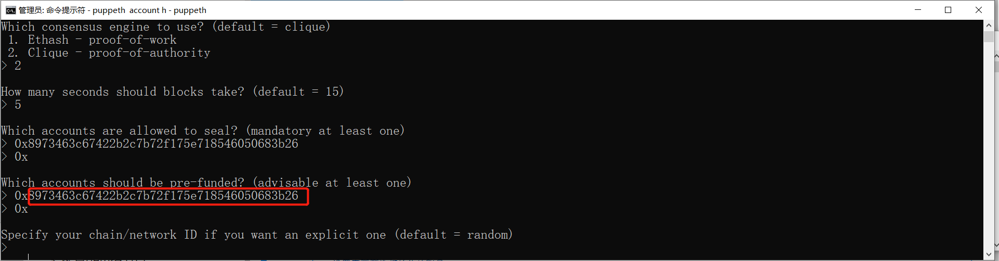 管理员: 命令提示符 - puppeth  account h - puppeth
Which consensus engine to use? (default = clique)
 1. Ethash - proof-of-work
 2. Clique - proof-of-authority
> 2
How many seconds should blocks take? (default = 15)
> 5
Which accounts are allowed to seal? (mandatory at least one)
> 0x8973463c67422b2c7b72f175e718546050683b26
> 0x
Which accounts should be pre-funded? (advisable at least one)
> 0x8973463c67422b2c7b72f175e718546050683b26
> 0x
Specify your chain/network ID if you want an explicit one (default = random)
>